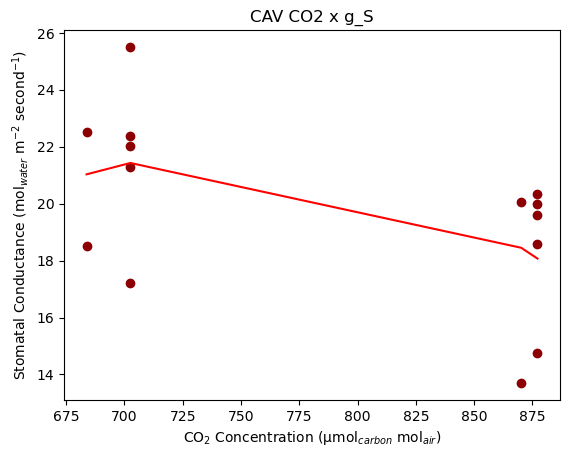 CAV CO2 x g_S
26
24
22
20
18
16
14
Stomatal Conductance (mol$_{water}$ m$^{-2}$ second$^{-1}$)
675 700 725 750 775 800 825 850 875
CO$_2$ Concentration (μmol$_{carbon}$ mol$_{air}$)